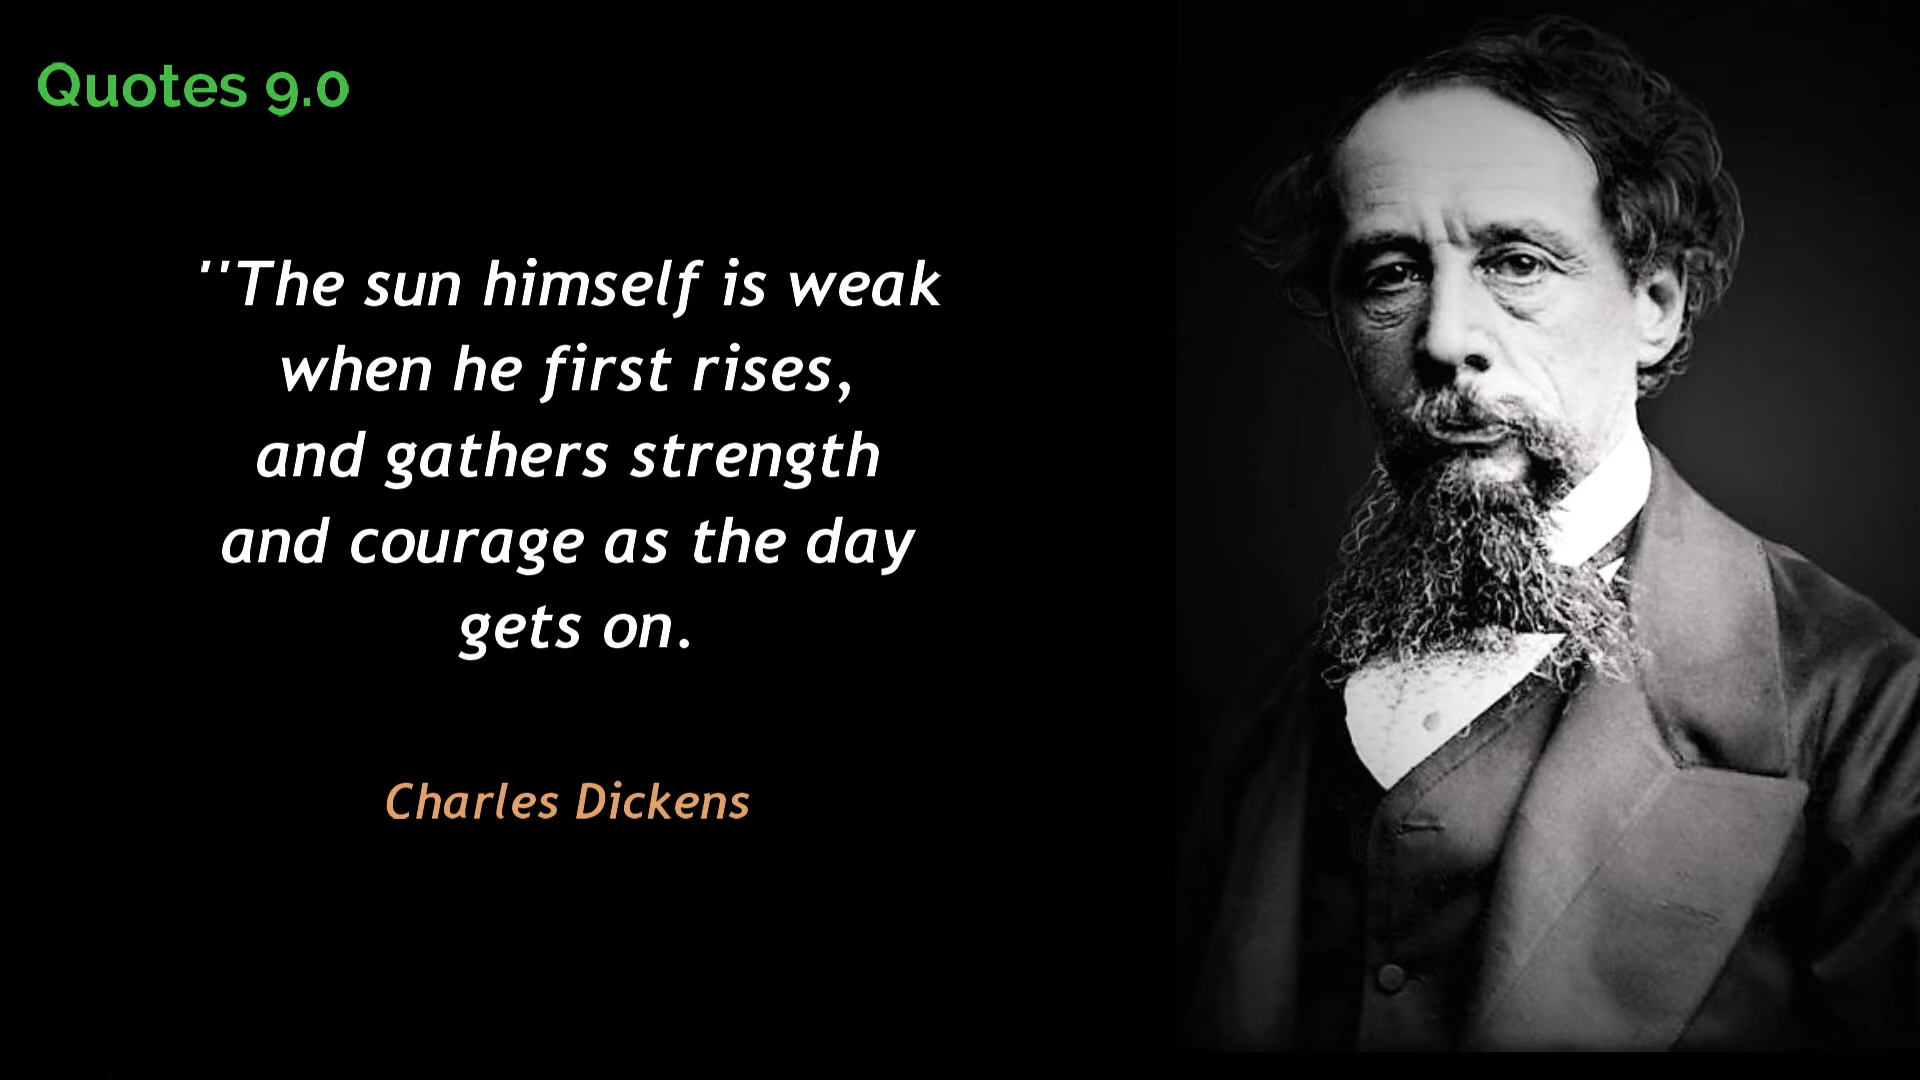 Quotes 9.0
''The sun himself is weak
when he first rises,
and gathers strength
and courage as the day
gets on.
Charles Dickens